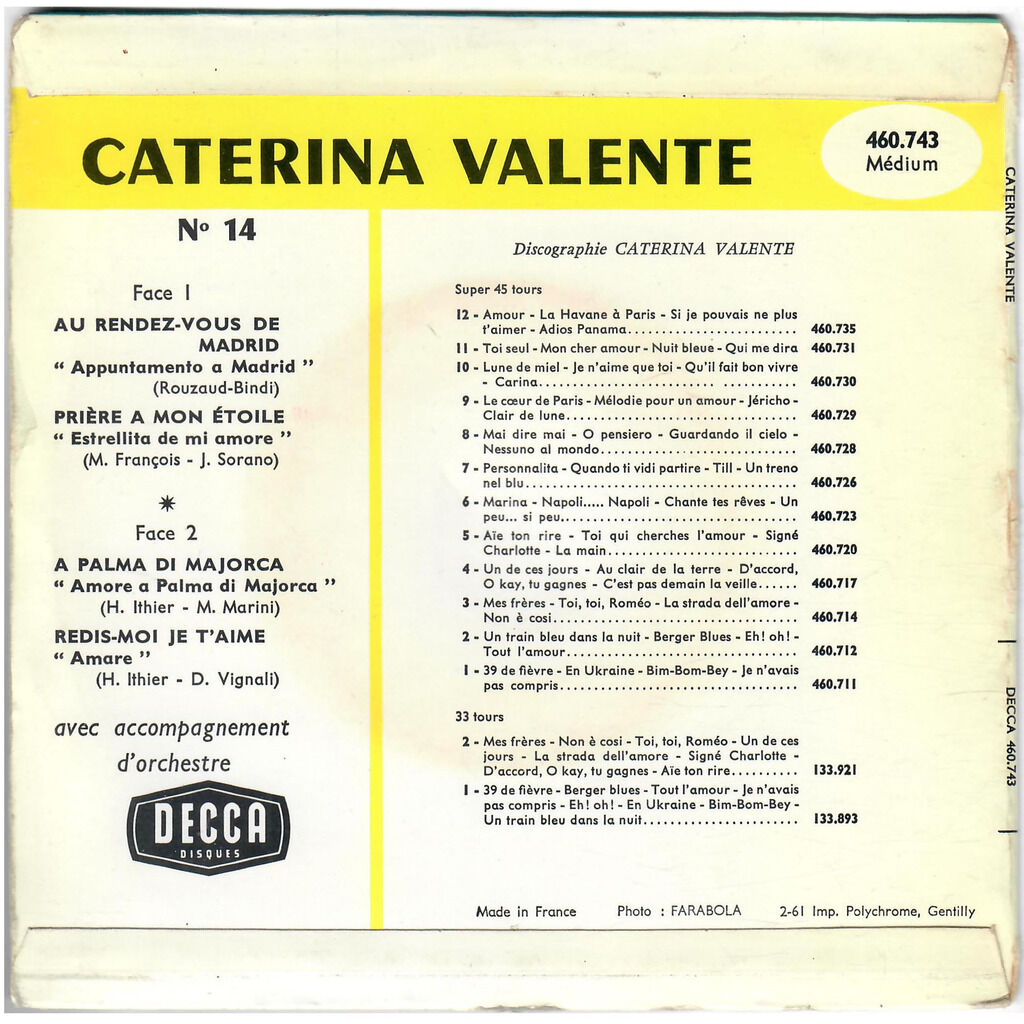 CATERINA VALENTE
460.743
Médium
Nº 14
Face 1
AU RENDEZ-VOUS DE
MADRID
“ Appuntamento a Madrid ”
(Rouzaud-Bindi)
PRIÈRE A MON ÉTOILE
“ Estrellita de mi amore ”
(M. François - J. Sorano)
Face 2
A PALMA DI MAJORCA
“ Amore a Palma di Majorca ”
(H. Ithier - M. Marini)
REDIS-MOI JE T'AIME
“ Amare ”
(H. Ithier - D. Vignali)
avec accompagnement
d'orchestre
DECCA
DISQUES
Discographie CATERINA VALENTE
Super 45 tours
12 - Amour - La Havane à Paris - Si je pouvais ne plus
t'aimer - Adios Panama........................ 460.735
11 - Toi seul - Mon cher amour - Nuit bleue - Qui me dira 460.731
10 - Lune de miel - Je n'aime que toi - Qu'il fait bon vivre
- Carina.................................... 460.730
9 - Le cœur de Paris - Mélodie pour un amour - Jéricho -
Clair de lune................................. 460.729
8 - Mai dire mai - O pensiero - Guardando il cielo -
Nessuno al mondo............................ 460.728
7 - Personnalita - Quando ti vidi partire - Till - Un treno
nel blu....................................... 460.726
6 - Marina - Napoli..... Napoli - Chante tes rêves - Un
peu... si peu.................................. 460.723
5 - Aïe ton rire - Toi qui cherches l'amour - Signé
Charlotte - La main........................... 460.720
4 - Un de ces jours - Au clair de la terre - D'accord,
O kay, tu gagnes - C'est pas demain la veille...... 460.717
3 - Mes frères - Toi, toi, Roméo - La strada dell'amore -
Non è cosi................................... 460.714
2 - Un train bleu dans la nuit - Berger Blues - Eh! oh! -
Tout l'amour................................. 460.712
1 - 39 de fièvre - En Ukraine - Bim-Bom-Bey - Je n'avais
pas compris.................................. 460.711
33 tours
2 - Mes frères - Non è cosi - Toi, toi, Roméo - Un de ces
jours - La strada dell'amore - Signé Charlotte -
D'accord, O kay, tu gagnes - Aïe ton rire.......... 133.921
1 - 39 de fièvre - Berger blues - Tout l'amour - Je n'avais
pas compris - Eh! oh! - En Ukraine - Bim-Bom-Bey -
Un train bleu dans la nuit...................... 133.893
Made in France Photo : FARABOLA 2-61 Imp. Polychrome, Gentilly
CATERINA VALENTE
DECCA 460.743